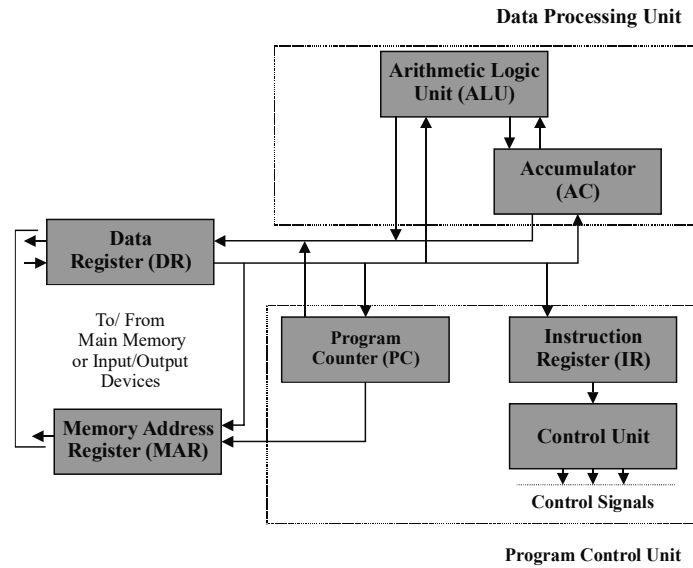 Data Processing Unit
Arithmetic Logic
Unit (ALU)
Accumulator
(AC)
Data
Register (DR)
To/ From
Main Memory
or Input/Output
Devices
Program
Counter (PC)
Instruction
Register (IR)
Memory Address
Register (MAR)
Control Unit
Control Signals
Program Control Unit